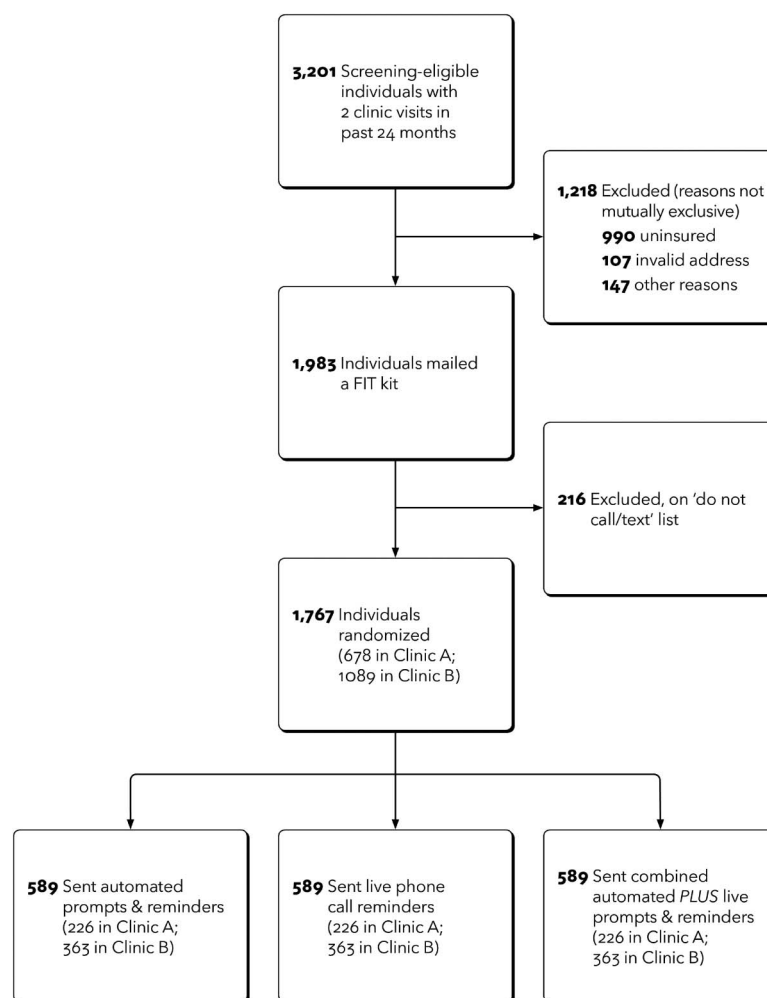 3,201 Screening-eligible
individuals with
2 clinic visits in
past 24 months
1,218 Excluded (reasons not
mutually exclusive)
990 uninsured
107 invalid address
147 other reasons
1,983 Individuals mailed
a FIT kit
216 Excluded, on ‘do not
call/text’ list
1,767 Individuals
randomized
(678 in Clinic A;
1089 in Clinic B)
589 Sent automated
prompts & reminders
(226 in Clinic A;
363 in Clinic B)
589 Sent live phone
call reminders
(226 in Clinic A;
363 in Clinic B)
589 Sent combined
automated PLUS live
prompts & reminders
(226 in Clinic A;
363 in Clinic B)